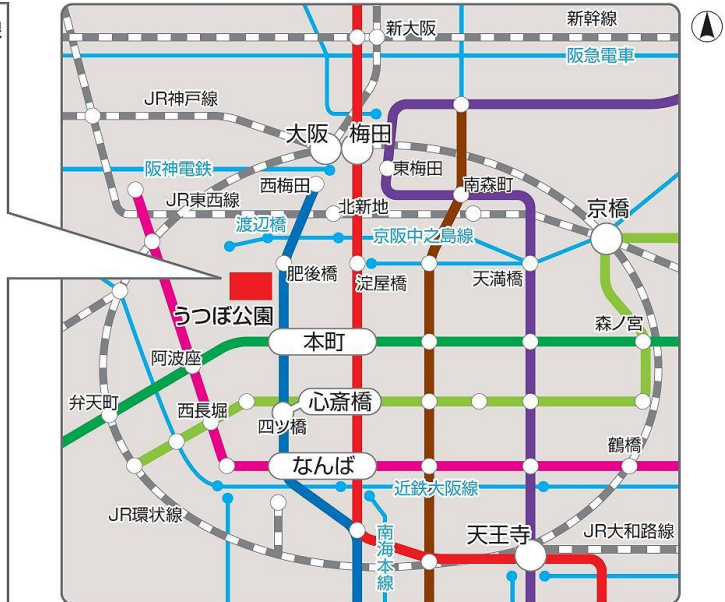 新幹線
新大阪
阪急電車
JR神戸線
大阪
梅田
阪神電鉄
東梅田
西梅田
南森町
JR東西線
北新地
京橋
渡辺橋
京阪中之島線
肥後橋
淀屋橋
天満橋
うつぼ公園
森ノ宮
本町
阿波座
弁天町
西長堀
心斎橋
四ツ橋
鶴橋
なんば
近鉄大阪線
JR環状線
南海本線
天王寺
JR大和路線